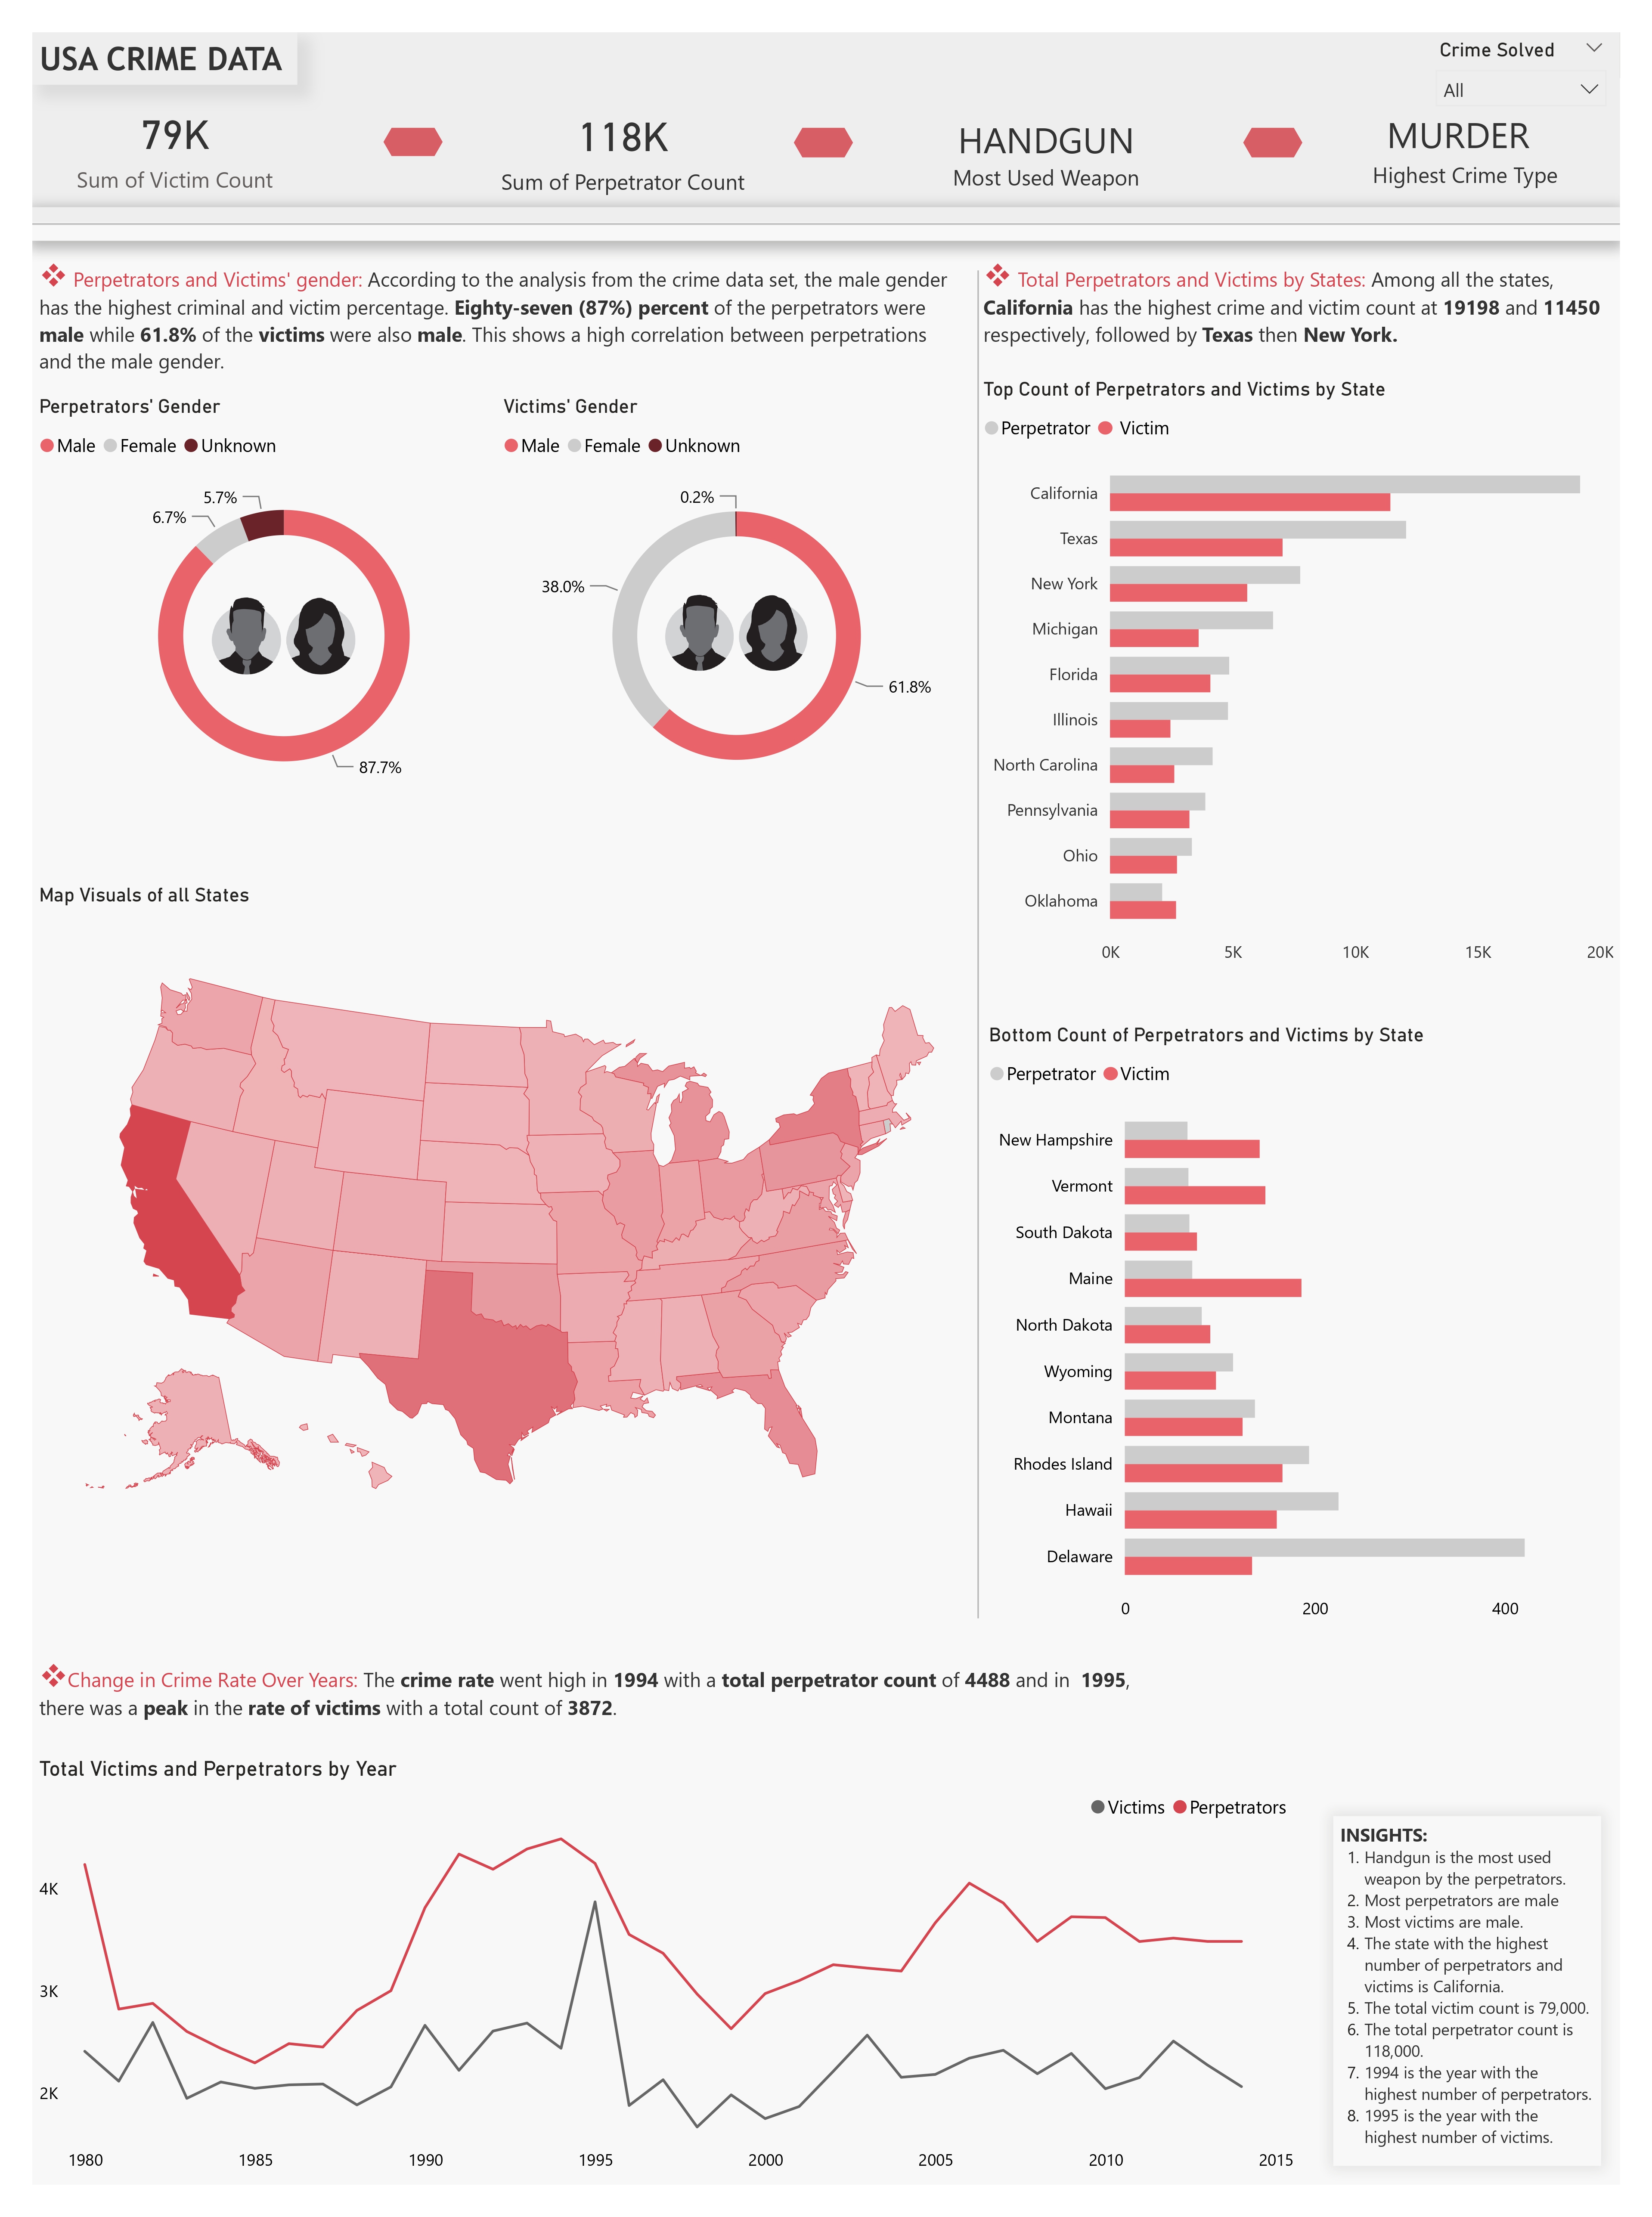 USA CRIME DATA
Crime Solved
All
79K
Sum of Victim Count
118K
Sum of Perpetrator Count
HANDGUN
Most Used Weapon
MURDER
Highest Crime Type
Perpetrators and Victims' gender: According to the analysis from the crime data set, the male gender
has the highest criminal and victim percentage. Eighty-seven (87%) percent of the perpetrators were
male while 61.8% of the victims were also male. This shows a high correlation between perpetrations
and the male gender.
Perpetrators' Gender
Male Female Unknown
5.7%
6.7%
87.7%
Victims' Gender
Male Female Unknown
0.2%
38.0%
61.8%
Map Visuals of all States
Total Perpetrators and Victims by States: Among all the states,
California has the highest crime and victim count at 19198 and 11450
respectively, followed by Texas then New York.
Top Count of Perpetrators and Victims by State
Perpetrator Victim
California
Texas
New York
Michigan
Florida
Illinois
North Carolina
Pennsylvania
Ohio
Oklahoma
0K 5K 10K 15K 20K
Bottom Count of Perpetrators and Victims by State
Perpetrator Victim
New Hampshire
Vermont
South Dakota
Maine
North Dakota
Wyoming
Montana
Rhodes Island
Hawaii
Delaware
0 200 400
Change in Crime Rate Over Years: The crime rate went high in 1994 with a total perpetrator count of 4488 and in 1995,
there was a peak in the rate of victims with a total count of 3872.
Total Victims and Perpetrators by Year
Victims Perpetrators
4K
3K
2K
1980 1985 1990 1995 2000 2005 2010 2015
INSIGHTS:
1. Handgun is the most used
weapon by the perpetrators.
2. Most perpetrators are male
3. Most victims are male.
4. The state with the highest
number of perpetrators and
victims is California.
5. The total victim count is 79,000.
6. The total perpetrator count is
118,000.
7. 1994 is the year with the
highest number of perpetrators.
8. 1995 is the year with the
highest number of victims.